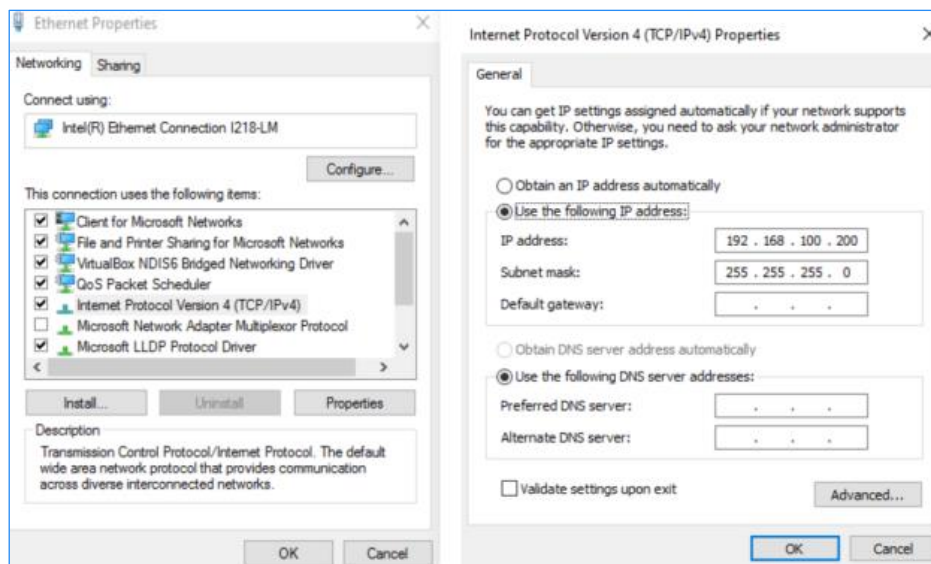 Ethernet Properties
Networking
Sharing
Connect using:
Intel(R) Ethernet Connection I218-LM
Configure...
This connection uses the following items:
Client for Microsoft Networks
File and Printer Sharing for Microsoft Networks
VirtualBox NDIS6 Bridged Networking Driver
QoS Packet Scheduler
Internet Protocol Version 4 (TCP/IPv4)
Microsoft Network Adapter Multiplexor Protocol
Microsoft LLDP Protocol Driver
Install...
Uninstall
Properties
Description
Transmission Control Protocol/Internet Protocol. The default
wide area network protocol that provides communication
across diverse interconnected networks.
OK
Cancel
Internet Protocol Version 4 (TCP/IPv4) Properties
General
You can get IP settings assigned automatically if your network supports
this capability. Otherwise, you need to ask your network administrator
for the appropriate IP settings.
Obtain an IP address automatically
Use the following IP address:
IP address: 192 . 168 . 100 . 200
Subnet mask: 255 . 255 . 255 . 0
Default gateway: . . .
Obtain DNS server address automatically
Use the following DNS server addresses:
Preferred DNS server: . . .
Alternate DNS server: . . .
Validate settings upon exit
Advanced...
OK
Cancel